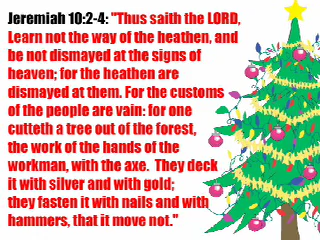 Jeremiah 10:2-4: "Thus saith the LORD,
Learn not the way of the heathen, and
be not dismayed at the signs of
heaven; for the heathen are
dismayed at them. For the customs
of the people are vain: for one
cutteth a tree out of the forest,
the work of the hands of the
workman, with the axe.  They deck
it with silver and with gold;
they fasten it with nails and with
hammers, that it move not."